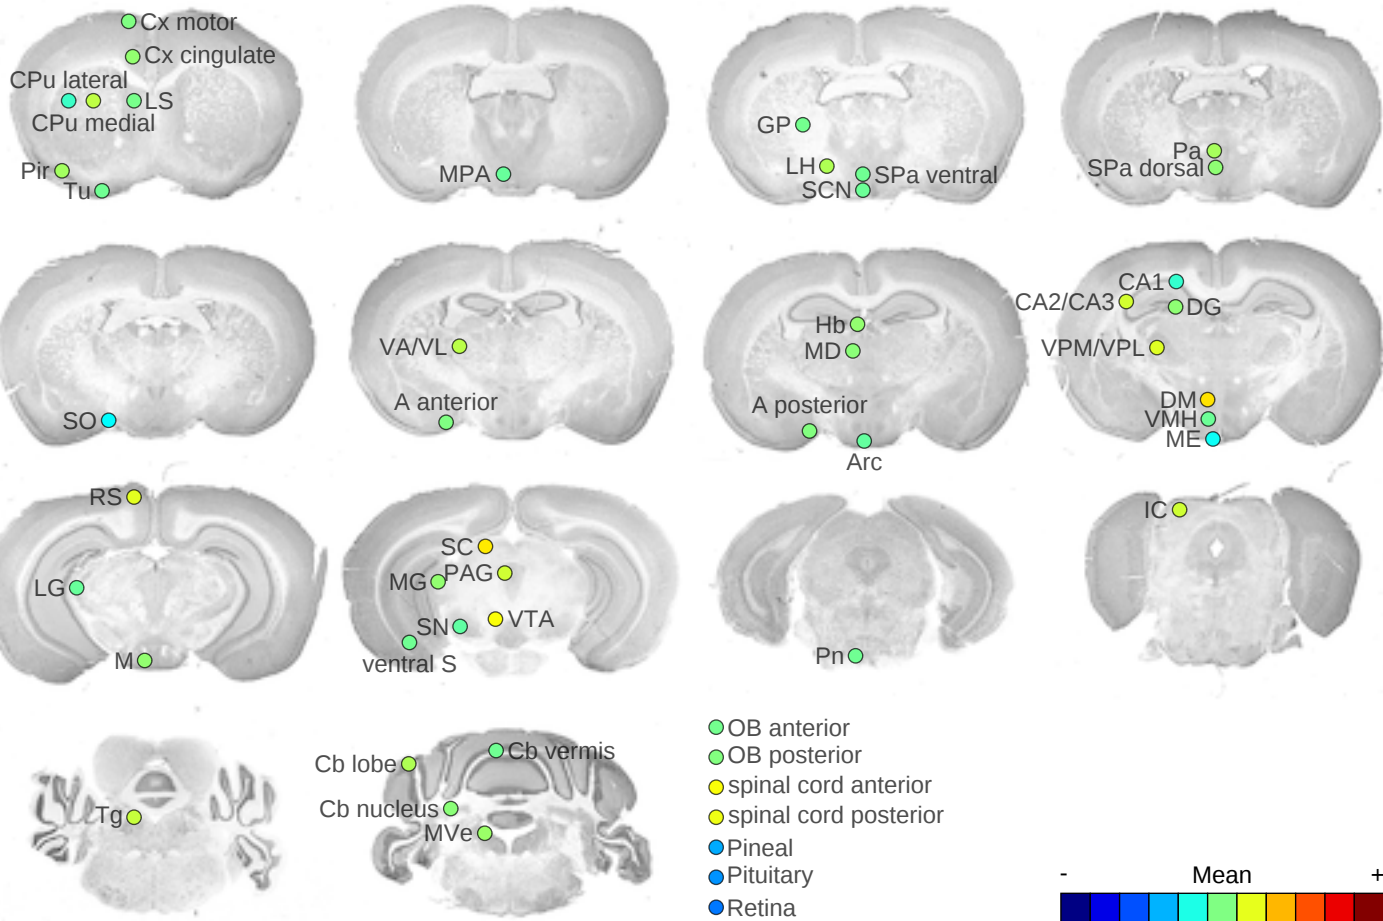 Cx motor
Cx cingulate
CPu lateral
LS
CPu medial
Pir
Tu
MPA
GP
LH
SPa ventral
SCN
Pa
SPa dorsal
SO
VA/VL
A anterior
Hb
MD
A posterior
Arc
CA1
CA2/CA3
DG
VPM/VPL
DM
VMH
ME
RS
LG
M
SC
PAG
MG
VTA
SN
ventral S
Pn
IC
Tg
Cb lobe
Cb vermis
Cb nucleus
MVe
OB anterior
OB posterior
spinal cord anterior
spinal cord posterior
Pineal
Pituitary
Retina
- Mean +